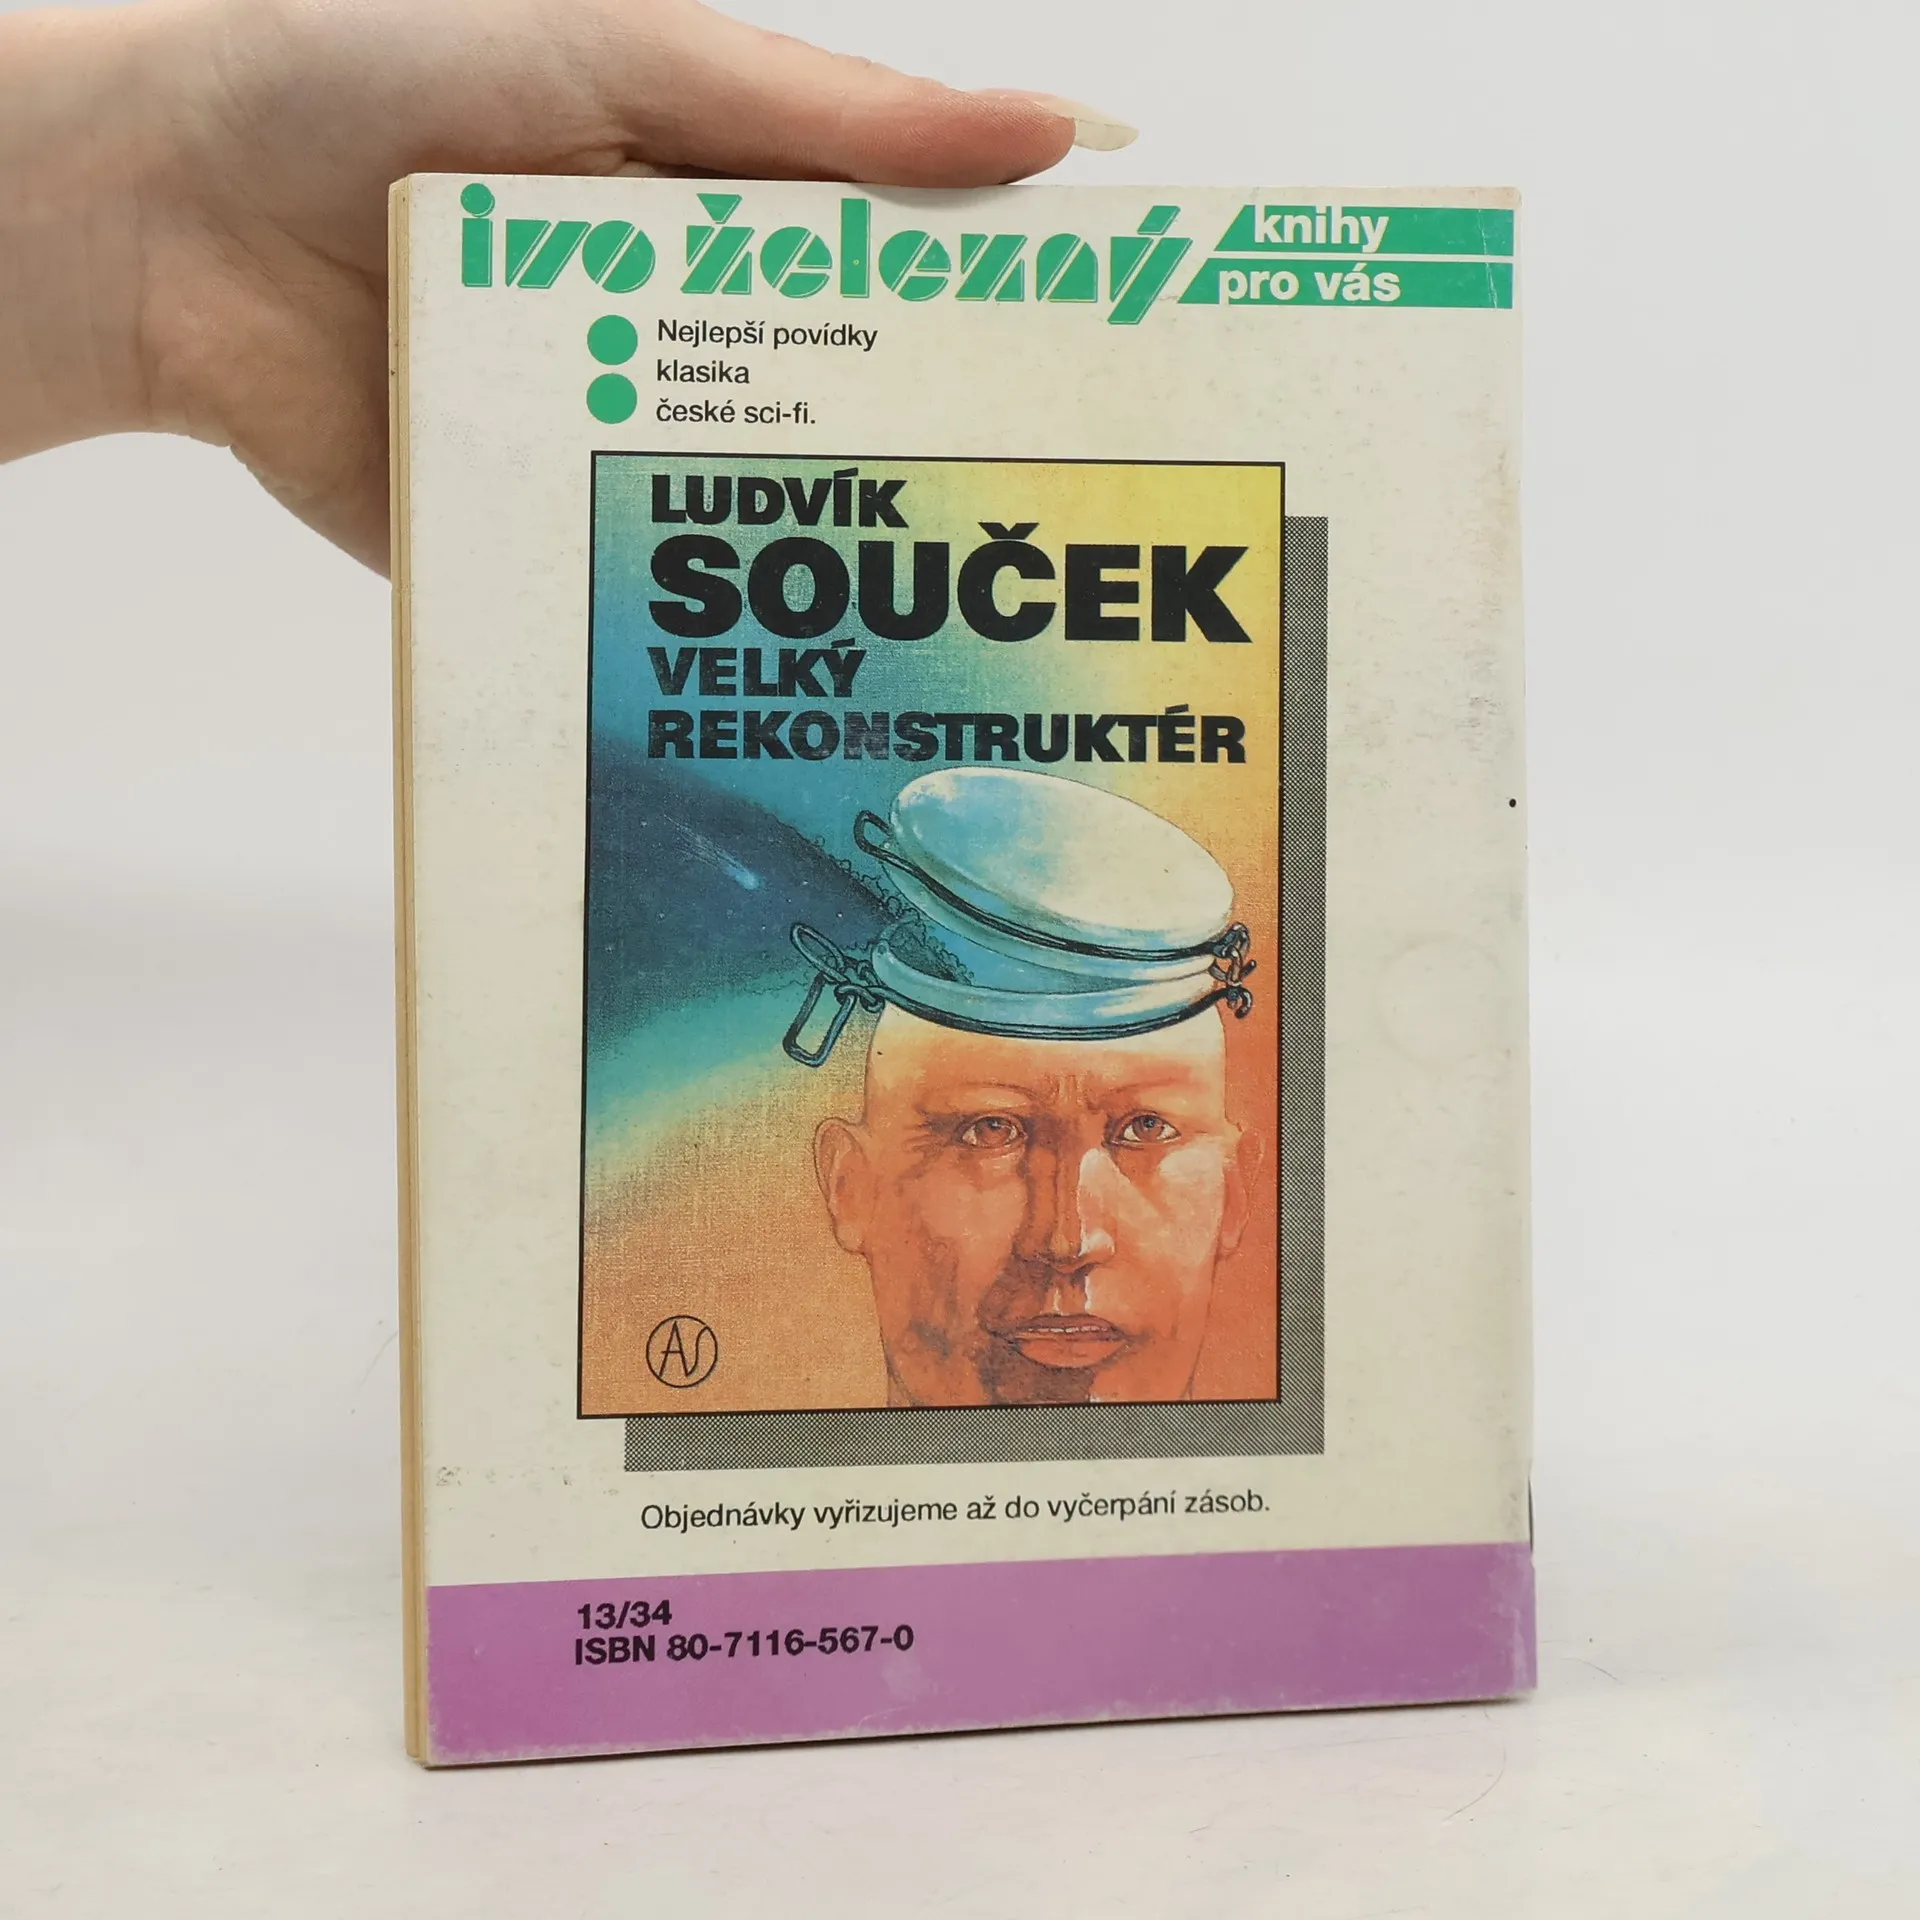 ivo železný knihy
pro vás
Nejlepší povídky
klasika
české sci-fi.
LUDVÍK
SOUČEK
VELKÝ
REKONSTRUKTÉR
AS
Objednávky vyřizujeme až do vyčerpání zásob.
13/34
ISBN 80-7116-567-0